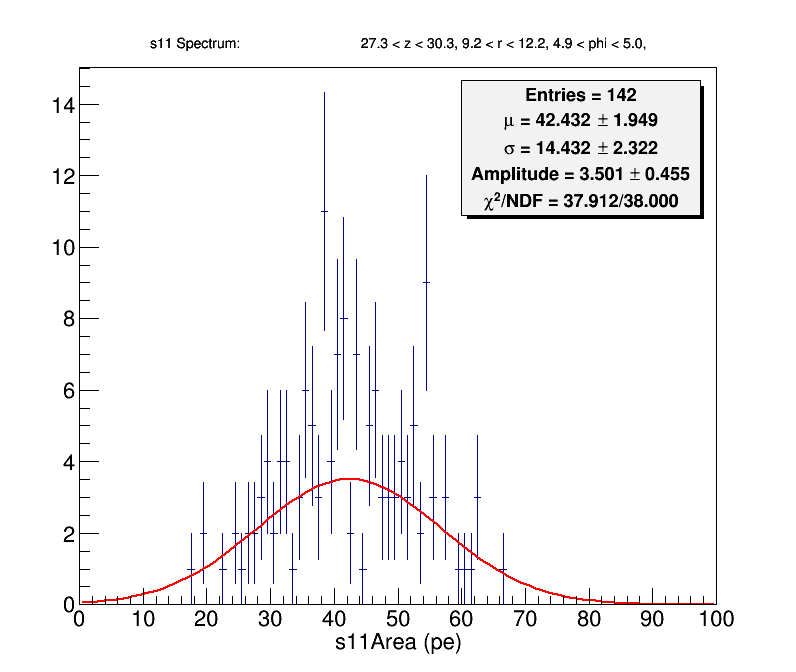 s11 Spectrum: 27.3 < z < 30.3, 9.2 < r < 12.2, 4.9 < phi < 5.0,
Entries = 142
μ = 42.432 ± 1.949
σ = 14.432 ± 2.322
Amplitude = 3.501 ± 0.455
χ²/NDF = 37.912/38.000
14
12
10
8
6
4
2
0
0 10 20 30 40 50 60 70 80 90 100
s11Area (pe)